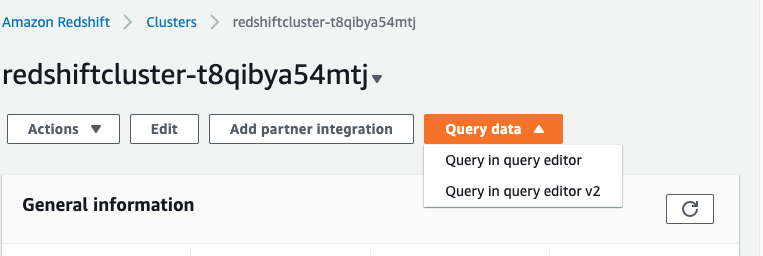 Amazon Redshift > Clusters > redshiftcluster-t8qibya54mtj
redshiftcluster-t8qibya54mtj
Actions Edit Add partner integration Query data
Query in query editor
Query in query editor v2
General information